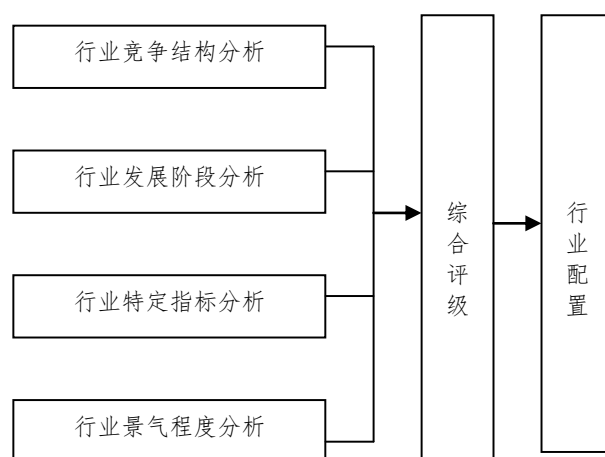 行业竞争结构分析
行业发展阶段分析
行业特定指标分析
行业景气程度分析
综合评级
行业配置